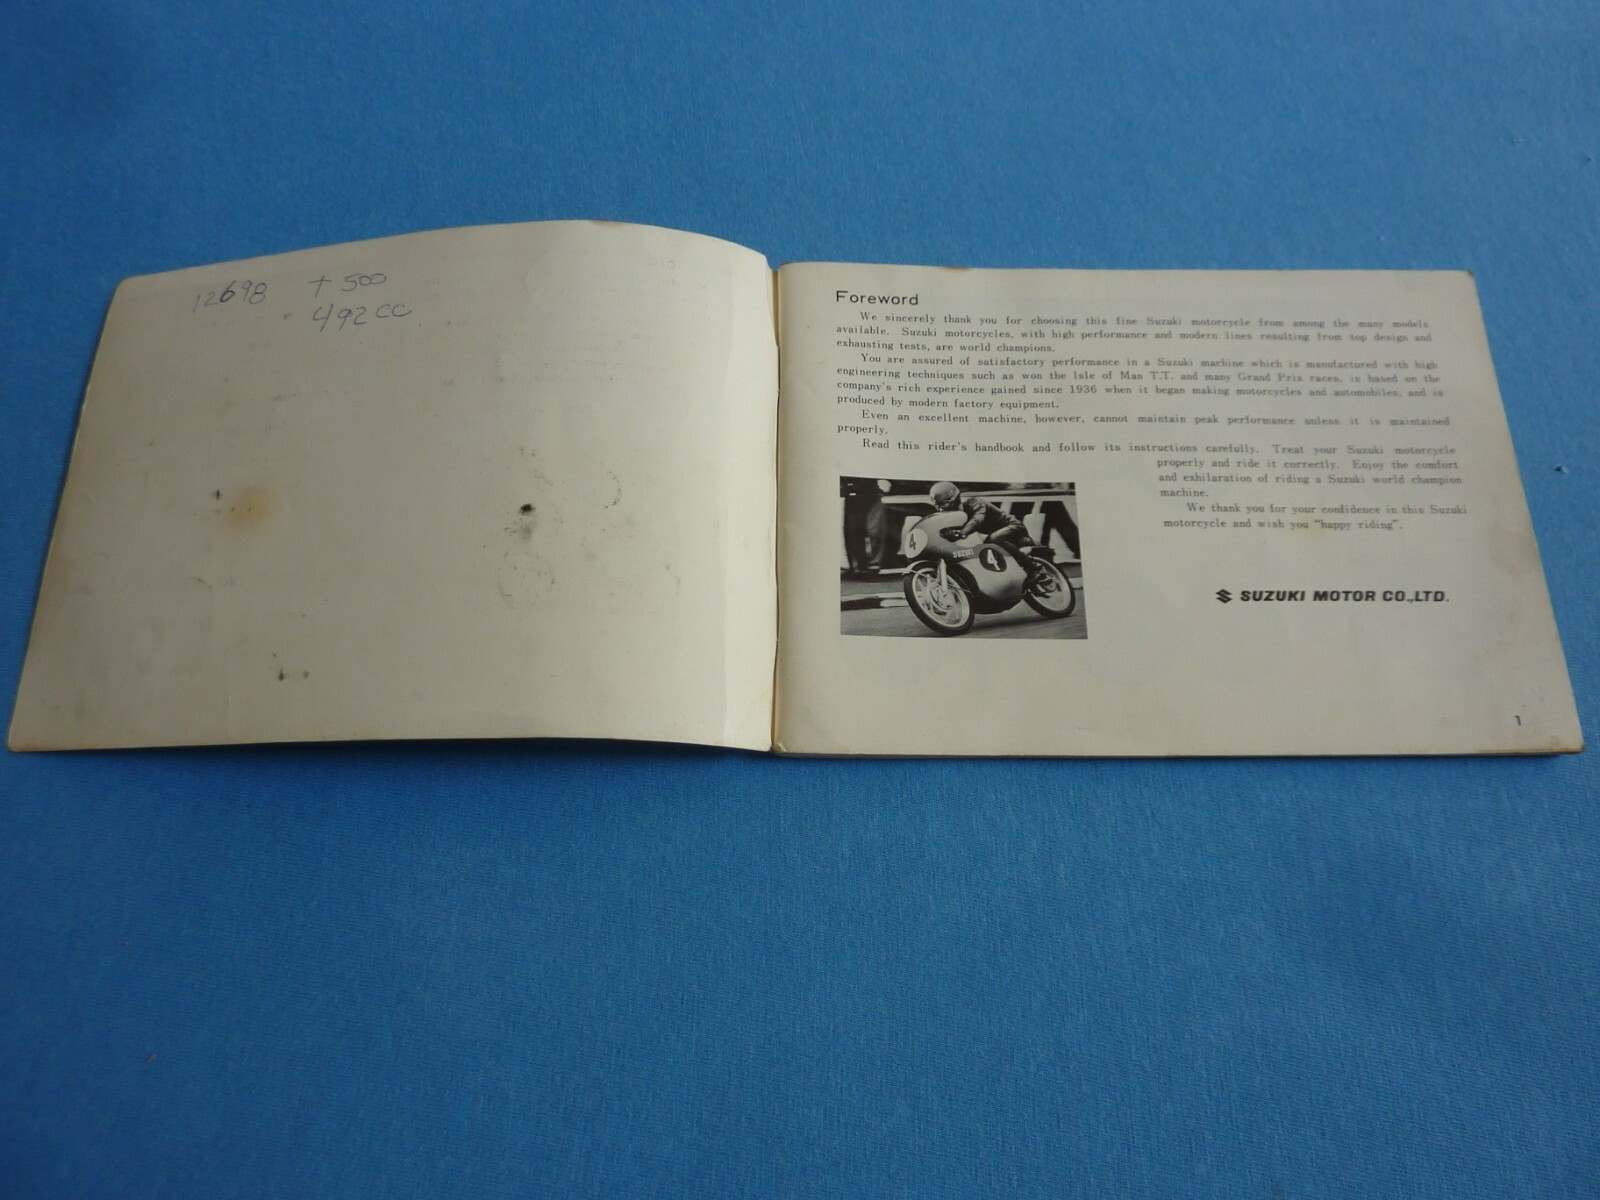 12698 T 500
492cc
Foreword
We sincerely thank you for choosing this fine Suzuki motorcycle from among the many models
available. Suzuki motorcycles, with high performance and modern lines resulting from top design and
exhausting tests, are world champions.
You are assured of satisfactory performance in a Suzuki machine which is manufactured with high
engineering techniques such as won the Isle of Man T.T. and many Grand Prix races, is based on the
company's rich experience gained since 1936 when it began making motorcycles and automobiles, and is
produced by modern factory equipment.
Even an excellent machine, however, cannot maintain peak performance unless it is maintained
properly.
Read this rider's handbook and follow its instructions carefully. Treat your Suzuki motorcycle
properly and ride it correctly. Enjoy the comfort
and exhilaration of riding a Suzuki world champion
machine.
We thank you for your confidence in this Suzuki
motorcycle and wish you "happy riding".
4
SUZUKI
4
SUZUKI MOTOR CO.,LTD.
1